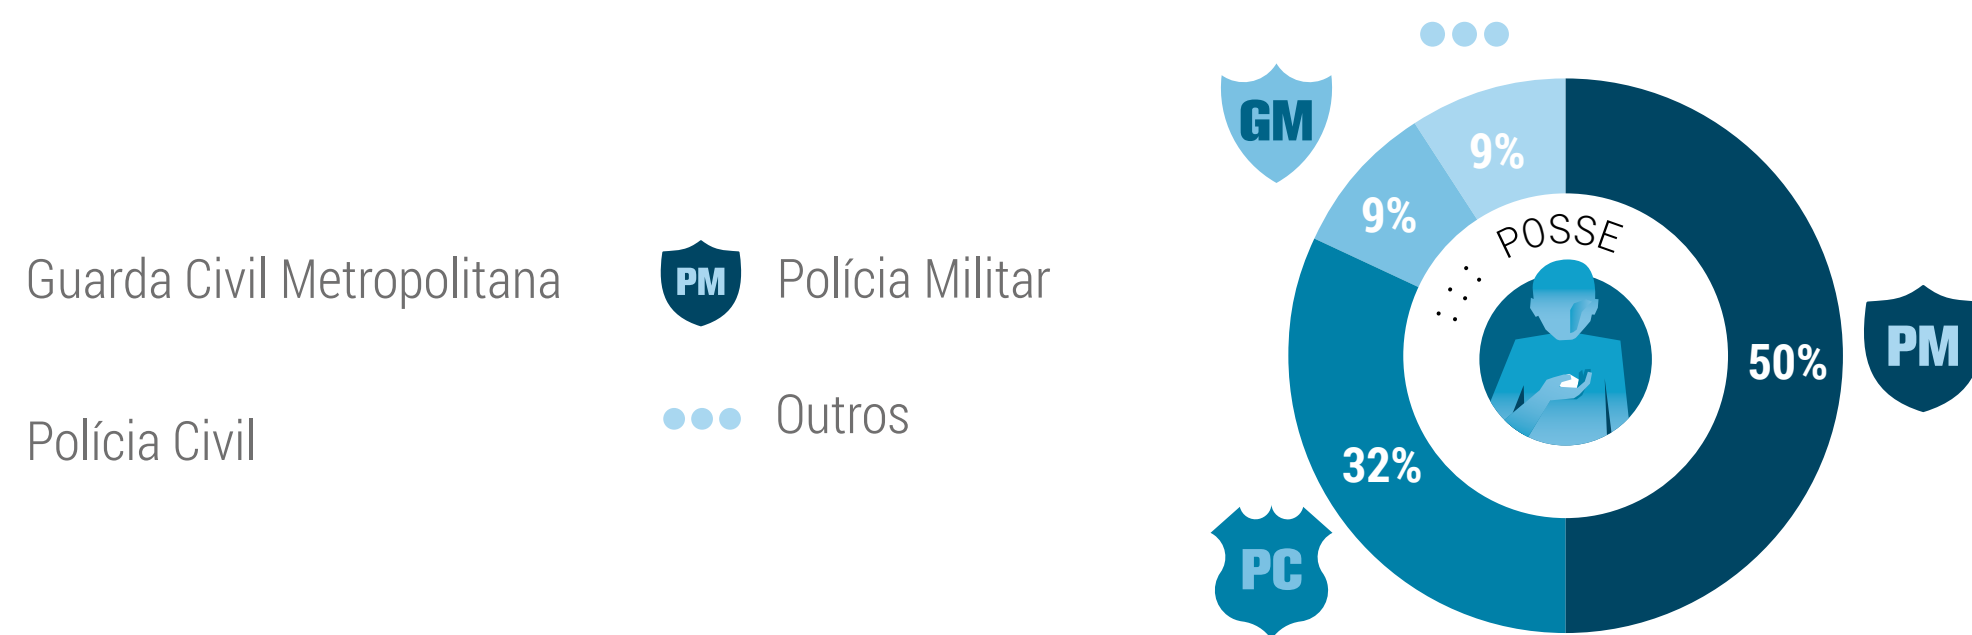 Guarda Civil Metropolitana
PM Polícia Militar
Polícia Civil
Outros
GM
9%
9%
POSSE
50%
PM
32%
PC